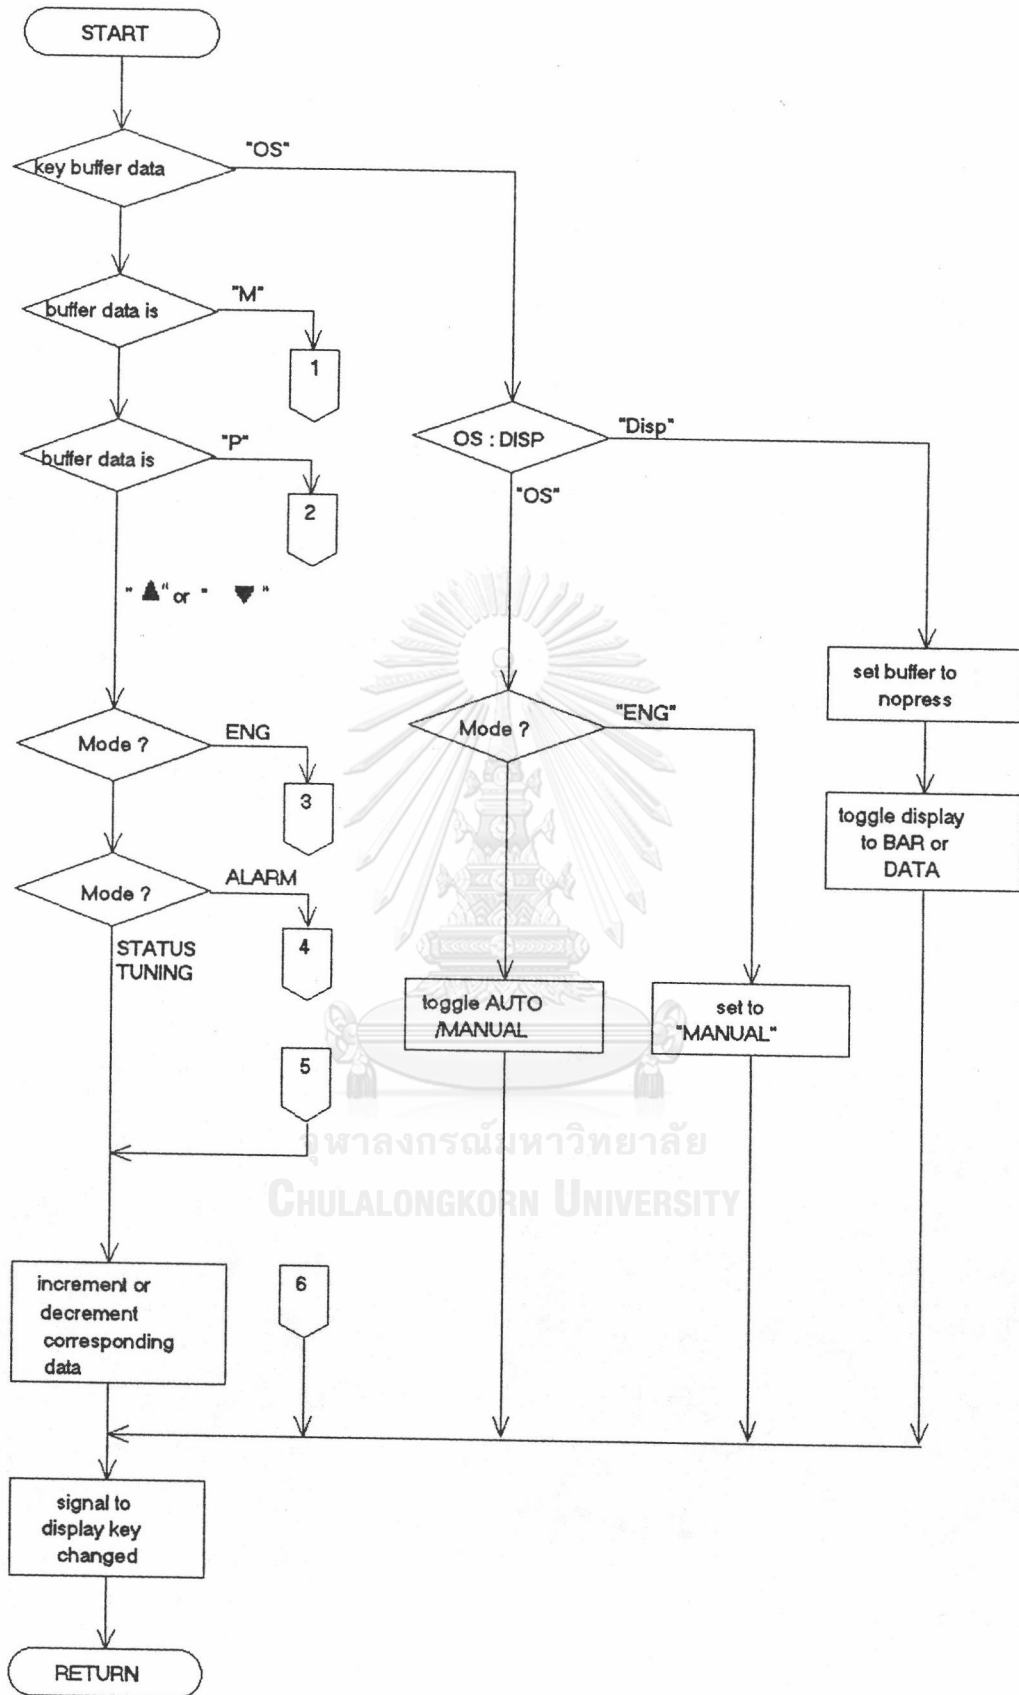 START
key buffer data
"OS"
buffer data is
"M"
1
buffer data is
"P"
2
OS : DISP
"Disp"
"OS"
" ▲" or " ▼ "
set buffer to
nopress
Mode ?
ENG
3
Mode ?
"ENG"
toggle display
to BAR or
DATA
Mode ?
ALARM
4
STATUS
TUNING
toggle AUTO
/MANUAL
set to
"MANUAL"
5
จุฬาลงกรณ์มหาวิทยาลัย
CHULALONGKORN UNIVERSITY
increment or
decrement
corresponding
data
6
signal to
display key
changed
RETURN